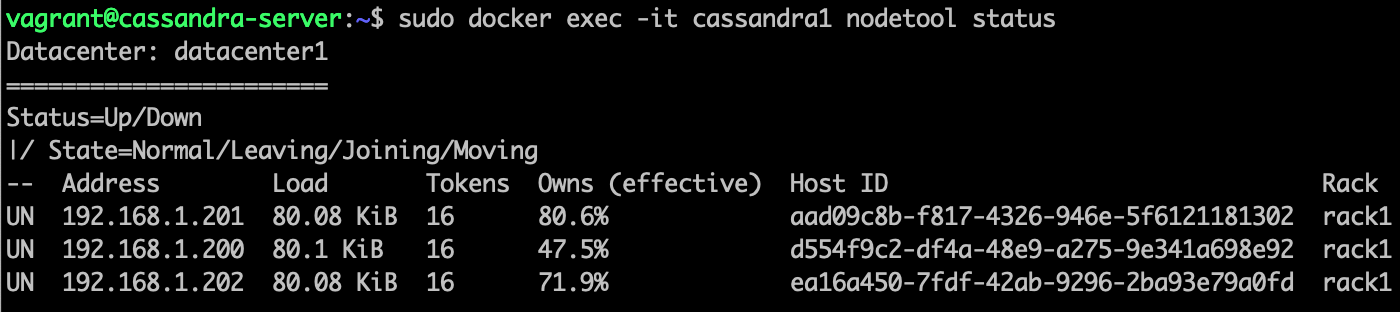 vagrant@cassandra-server:~$ sudo docker exec -it cassandra1 nodetool status
Datacenter: datacenter1
=======================
Status=Up/Down
|/ State=Normal/Leaving/Joining/Moving
--  Address        Load       Tokens  Owns (effective)  Host ID                               Rack
UN  192.168.1.201  80.08 KiB  16      80.6%             aad09c8b-f817-4326-946e-5f6121181302  rack1
UN  192.168.1.200  80.1 KiB   16      47.5%             d554f9c2-df4a-48e9-a275-9e341a698e92  rack1
UN  192.168.1.202  80.08 KiB  16      71.9%             ea16a450-7fdf-42ab-9296-2ba93e79a0fd  rack1